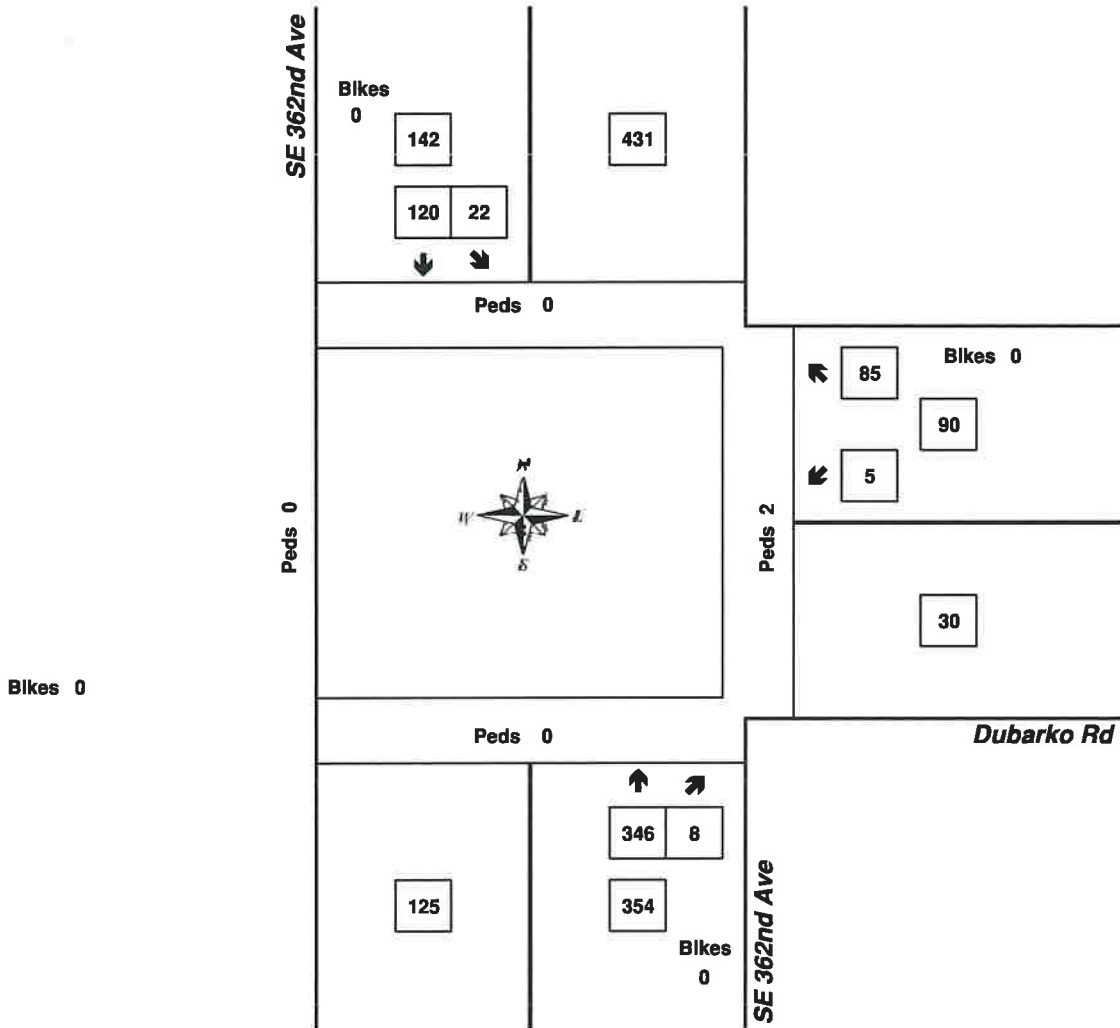 SE 362nd Ave
Bikes
0
142
431
120 22
Peds 0
85
Bikes 0
90
5
N
W E
S
Peds 0
Peds 2
30
Bikes 0
Peds 0
Dubarko Rd
346 8
125
354
Bikes
0
SE 362nd Ave